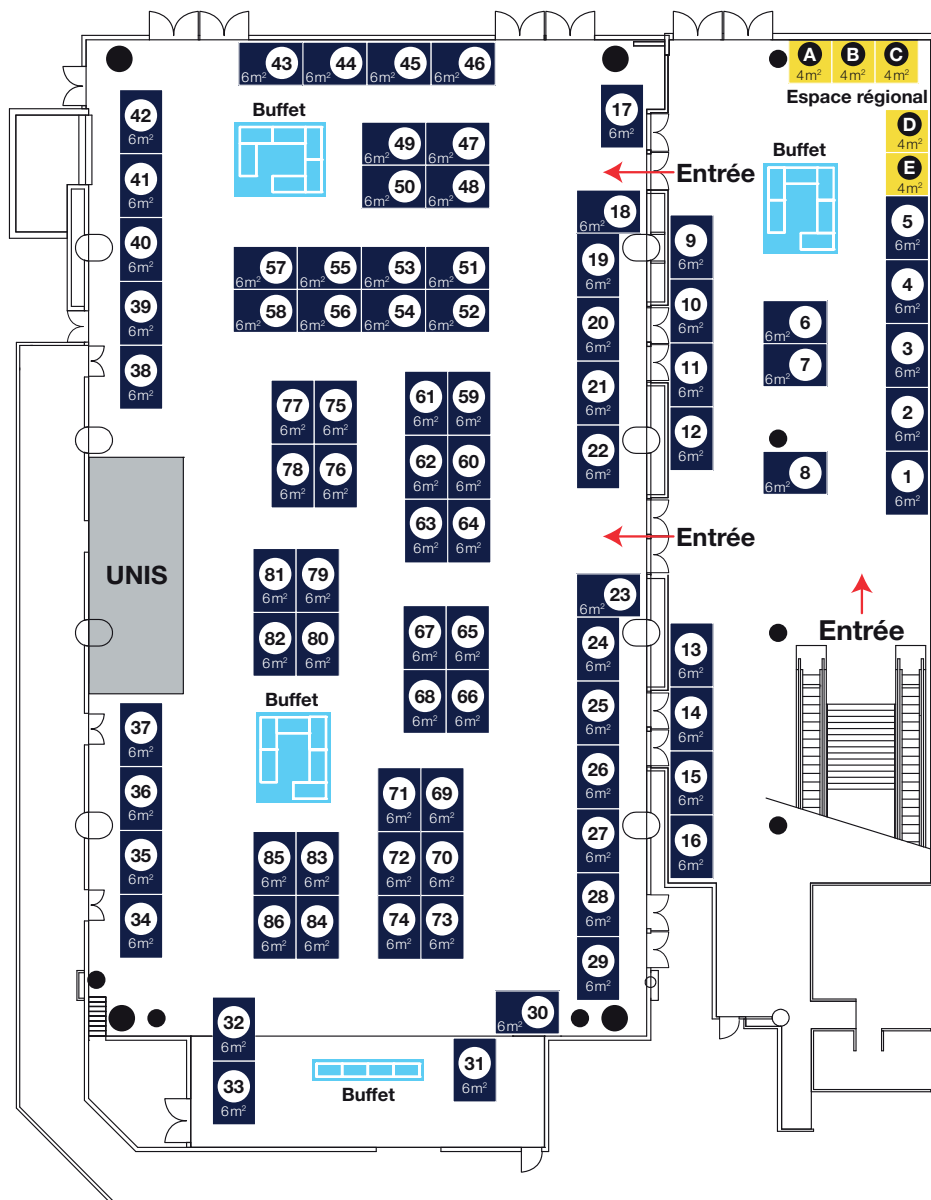 43 44 45 46
6m² 6m² 6m² 6m²
A B C
4m² 4m² 4m²
Espace régional
42
6m²
Buffet
17
6m²
D
4m²
49 47
6m² 6m²
Buffet
41
6m²
50 48
6m² 6m²
Entrée
E
4m²
18
6m²
5
6m²
40
6m²
9
6m²
57 55 53 51
6m² 6m² 6m² 6m²
19
6m²
4
6m²
39
6m²
58 56 54 52
6m² 6m² 6m² 6m²
10
6m²
20
6m²
6
6m²
3
6m²
38
6m²
11
6m²
7
6m²
21
6m²
77 75
6m² 6m²
61 59
6m² 6m²
2
6m²
12
6m²
22
6m²
78 76
6m² 6m²
62 60
6m² 6m²
8
6m²
1
6m²
63 64
6m² 6m²
Entrée
UNIS
81 79
6m² 6m²
23
6m²
82 80
6m² 6m²
67 65
6m² 6m²
24
6m²
Entrée
13
6m²
68 66
6m² 6m²
25
6m²
14
6m²
Buffet
37
6m²
26
6m²
15
6m²
36
6m²
71 69
6m² 6m²
27
6m²
16
6m²
35
6m²
85 83
6m² 6m²
72 70
6m² 6m²
28
6m²
34
6m²
86 84
6m² 6m²
74 73
6m² 6m²
29
6m²
32
6m²
30
6m²
33
6m²
31
6m²
Buffet